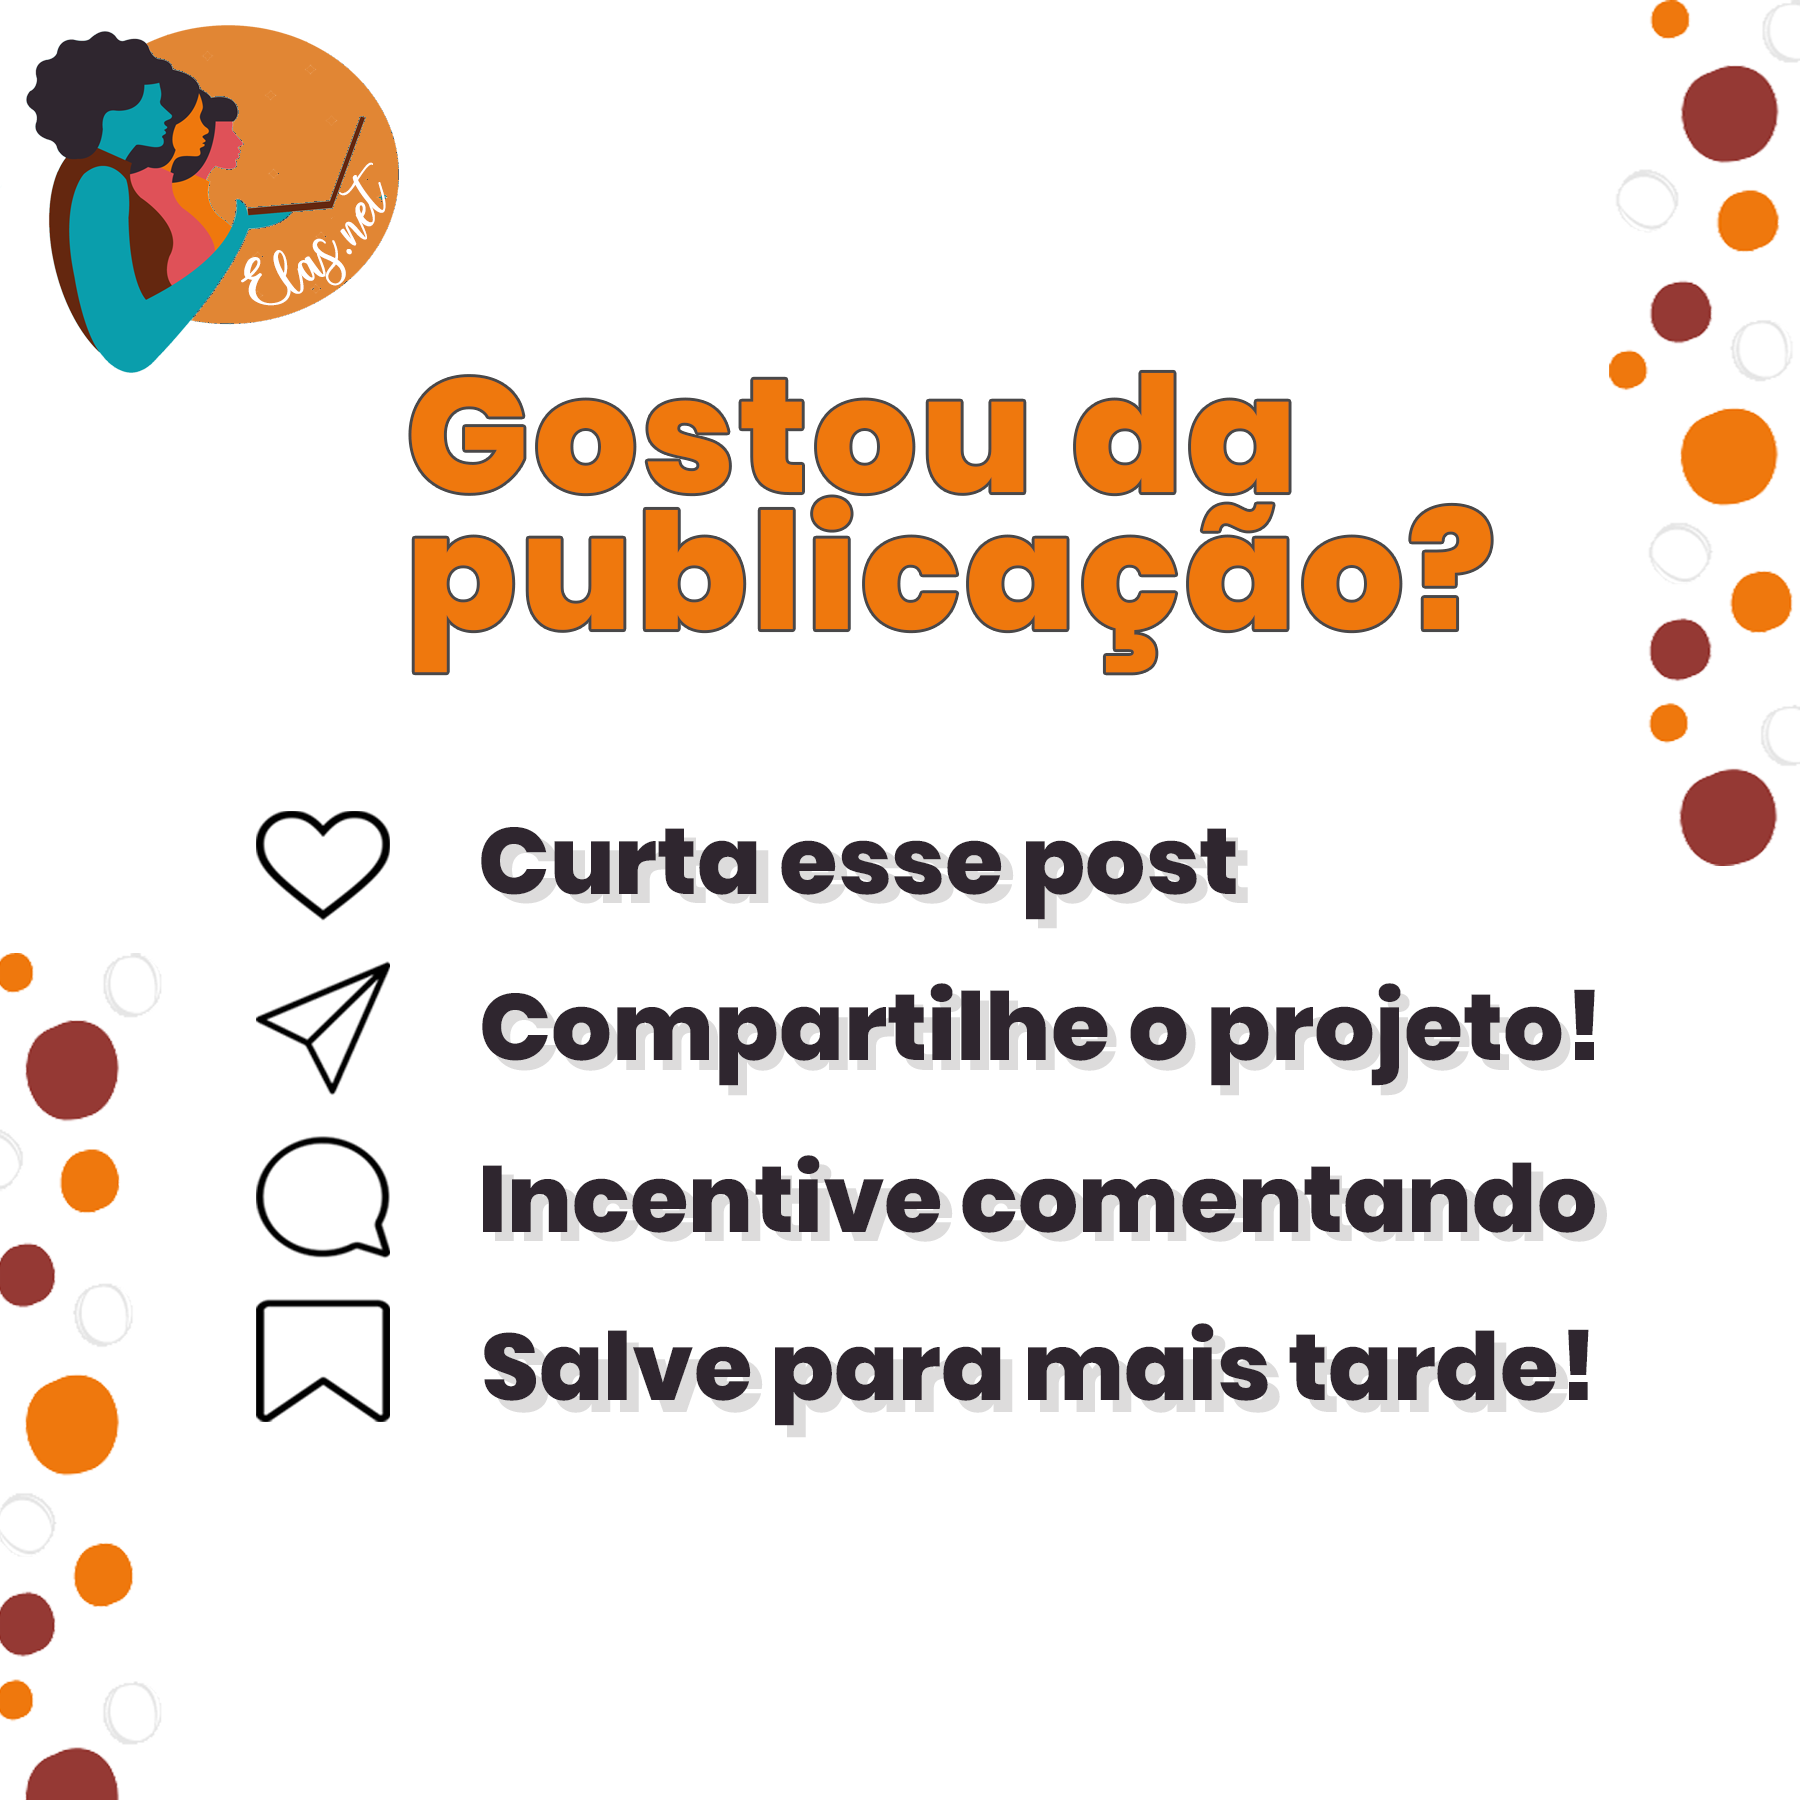 Elas.net
Gostou da
publicação?
Curta esse post
Compartilhe o projeto!
Incentive comentando
Salve para mais tarde!